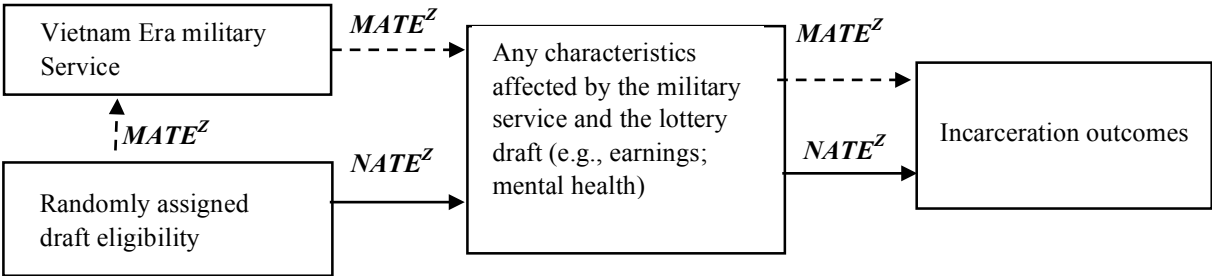 Vietnam Era military
Service
MATE^Z
MATE^Z
Randomly assigned
draft eligibility
NATE^Z
Any characteristics
affected by the military
service and the lottery
draft (e.g., earnings;
mental health)
MATE^Z
NATE^Z
Incarceration outcomes